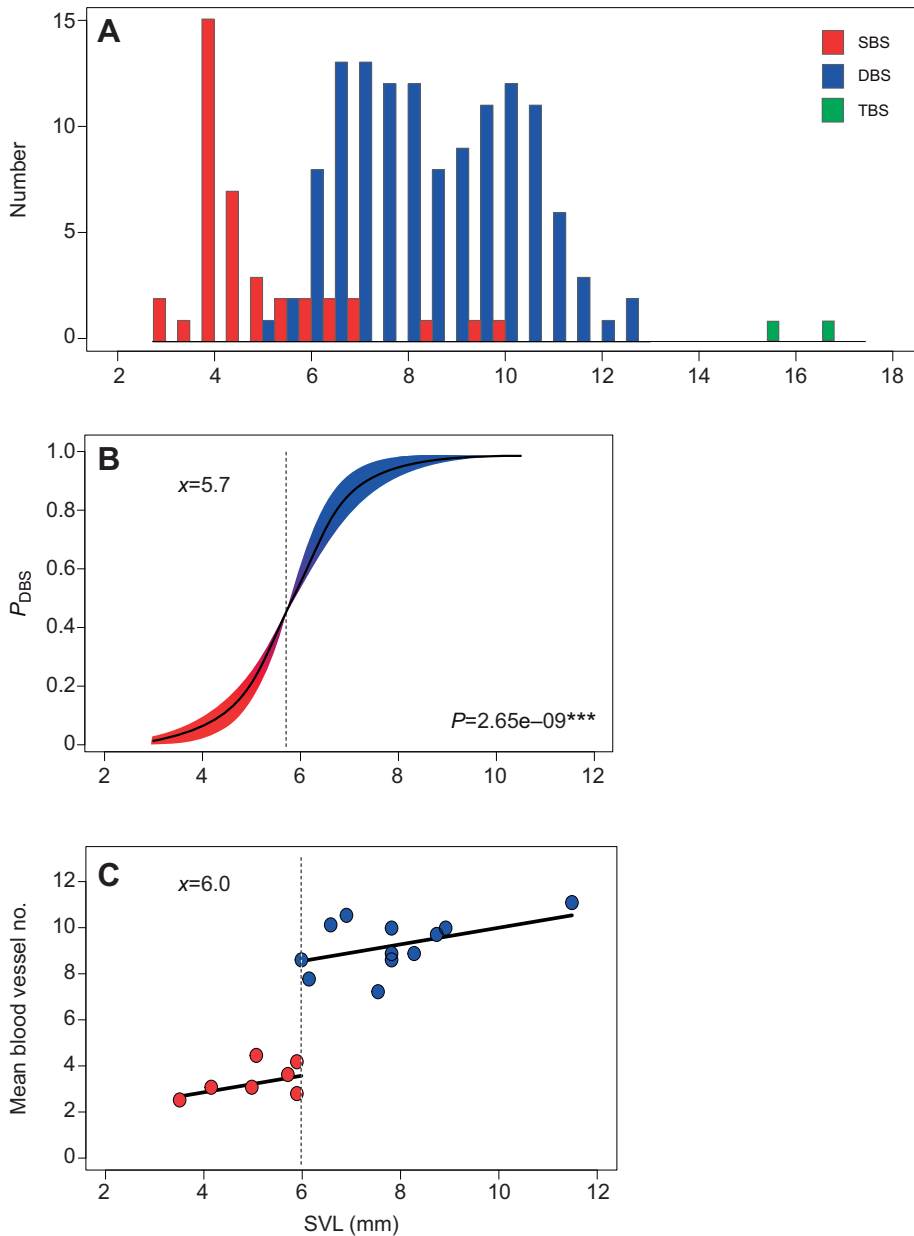 A
15
10
5
0
Number
SBS
DBS
TBS
2 4 6 8 10 12 14 16 18
B
1.0
0.8
0.6
0.4
0.2
0
PDBS
x=5.7
P=2.65e–09***
2 4 6 8 10 12
C
12
10
8
6
4
2
0
Mean blood vessel no.
x=6.0
2 4 6 8 10 12
SVL (mm)